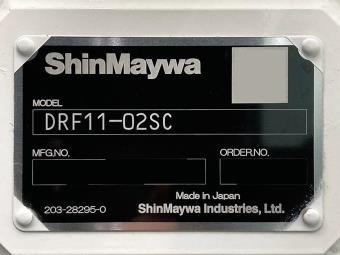 ShinMaywa
MODEL
DRF11-02SC
MFG.NO. ORDER.NO.
Made in Japan
203-28295-0 ShinMaywa Industries, Ltd.